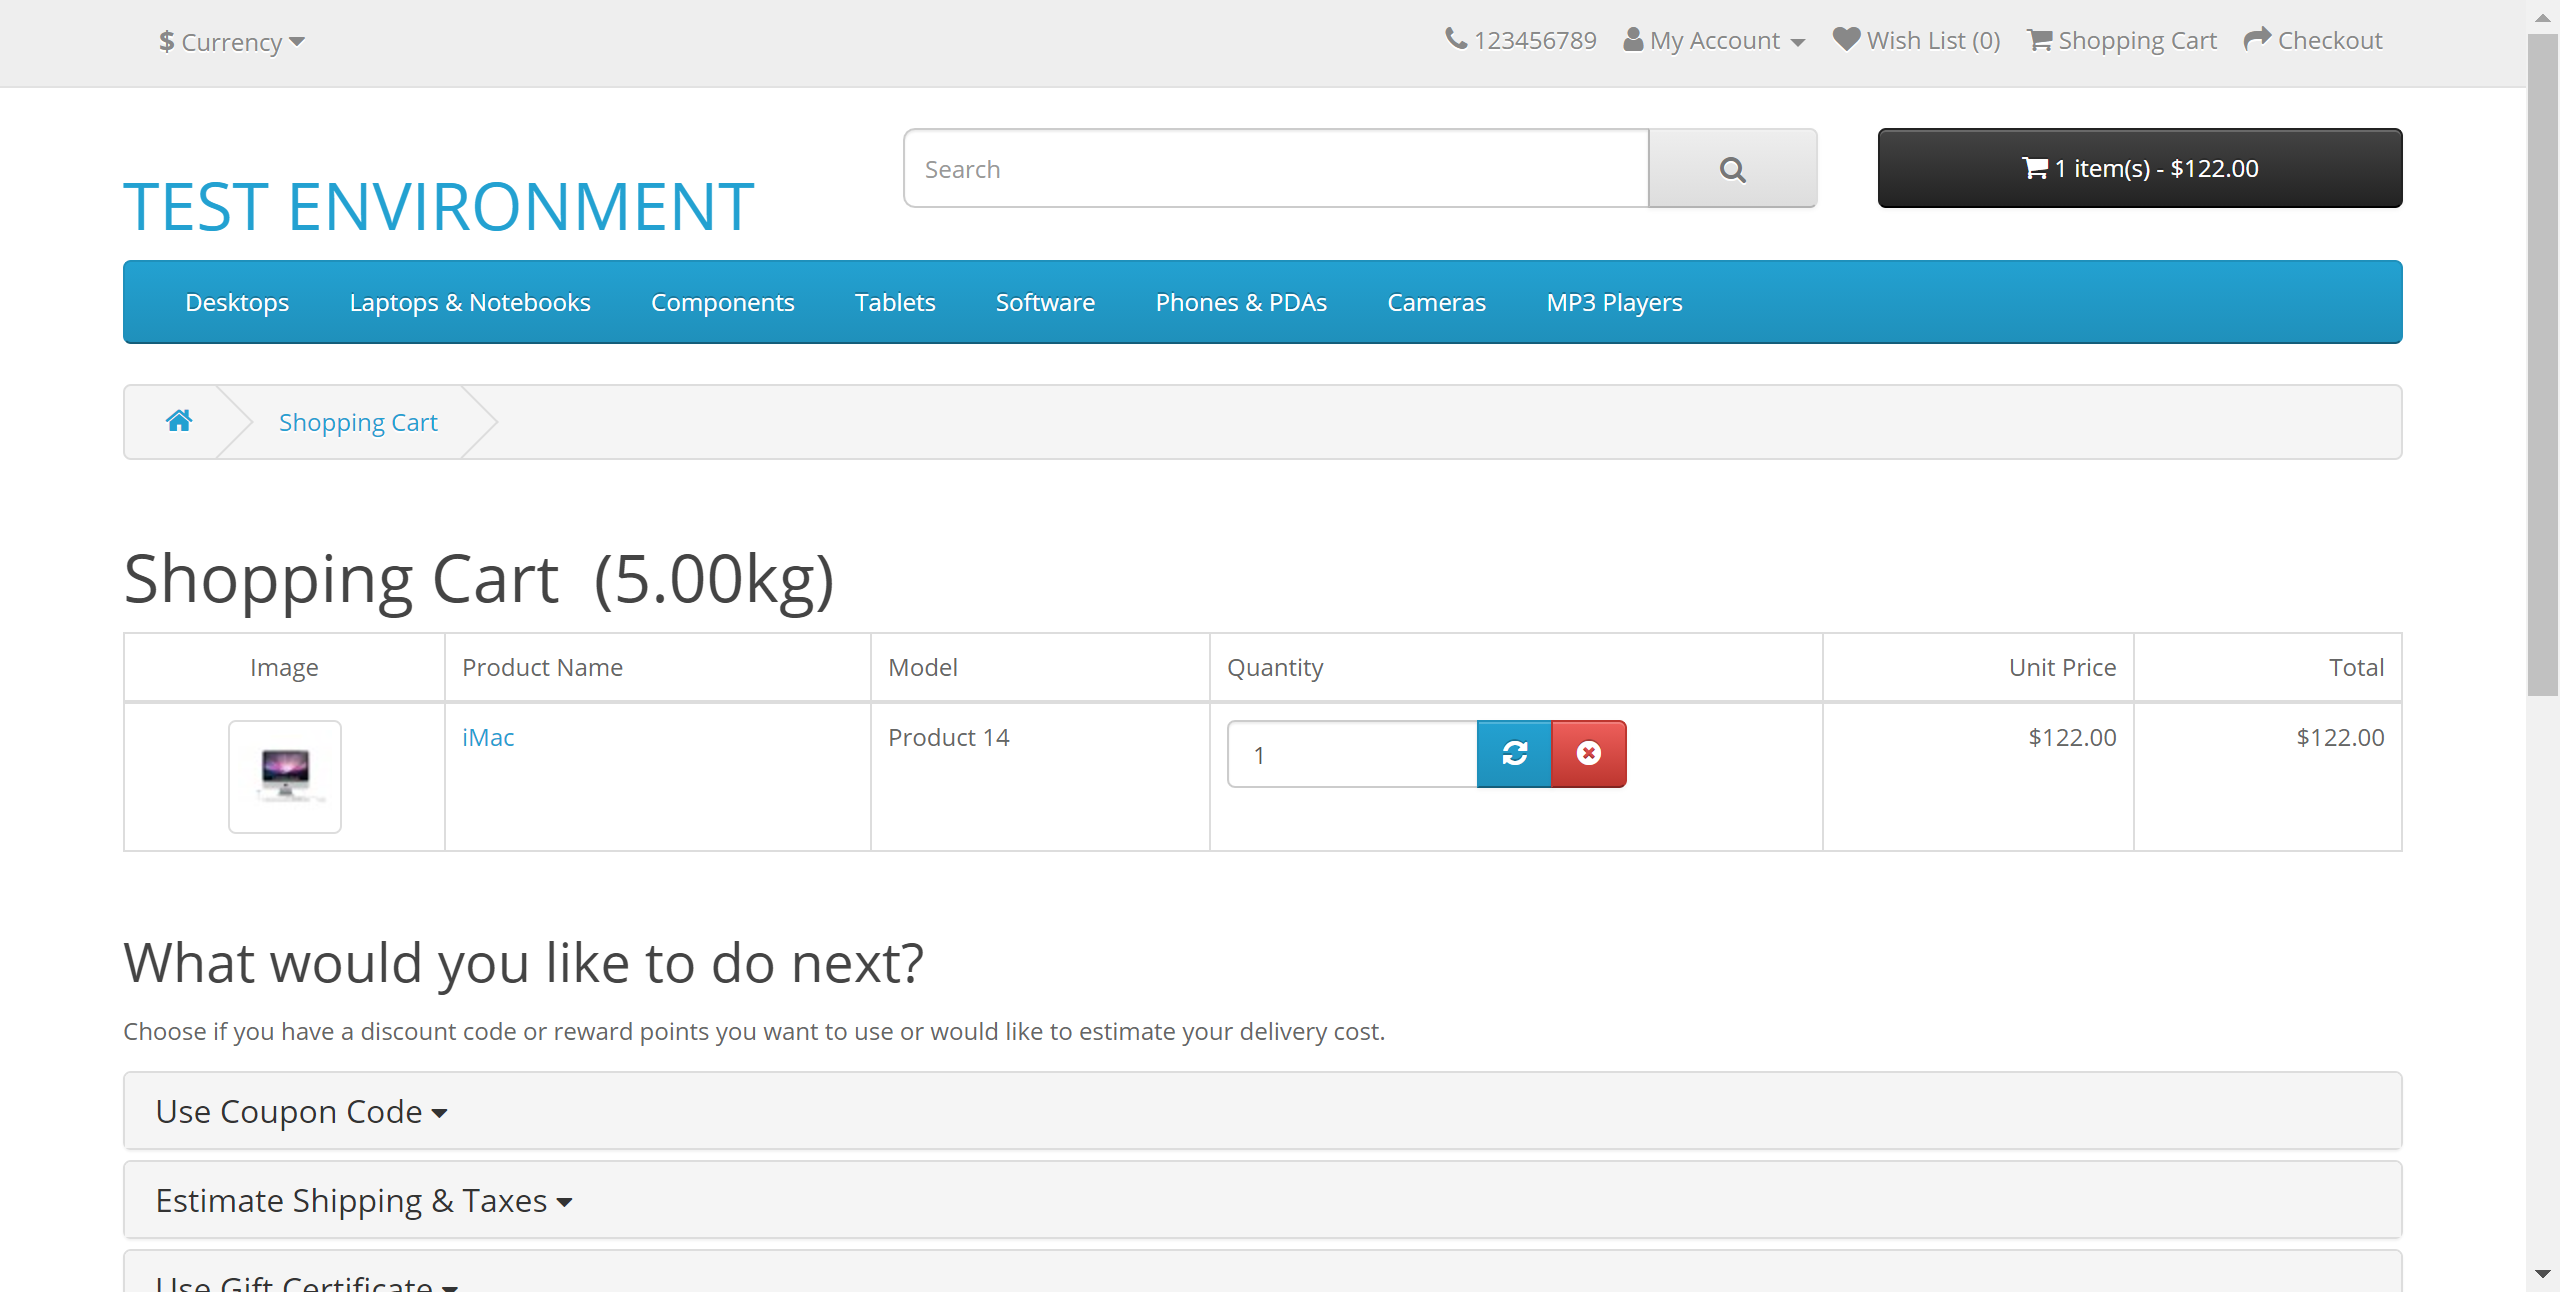 $ Currency
123456789 My Account Wish List (0) Shopping Cart Checkout
Search
1 item(s) - $122.00
TEST ENVIRONMENT
Desktops Laptops & Notebooks Components Tablets Software Phones & PDAs Cameras MP3 Players
Shopping Cart
Shopping Cart (5.00kg)
Image Product Name Model Quantity Unit Price Total
iMac Product 14 1 $122.00 $122.00
What would you like to do next?
Choose if you have a discount code or reward points you want to use or would like to estimate your delivery cost.
Use Coupon Code
Estimate Shipping & Taxes
Use Gift Certificate